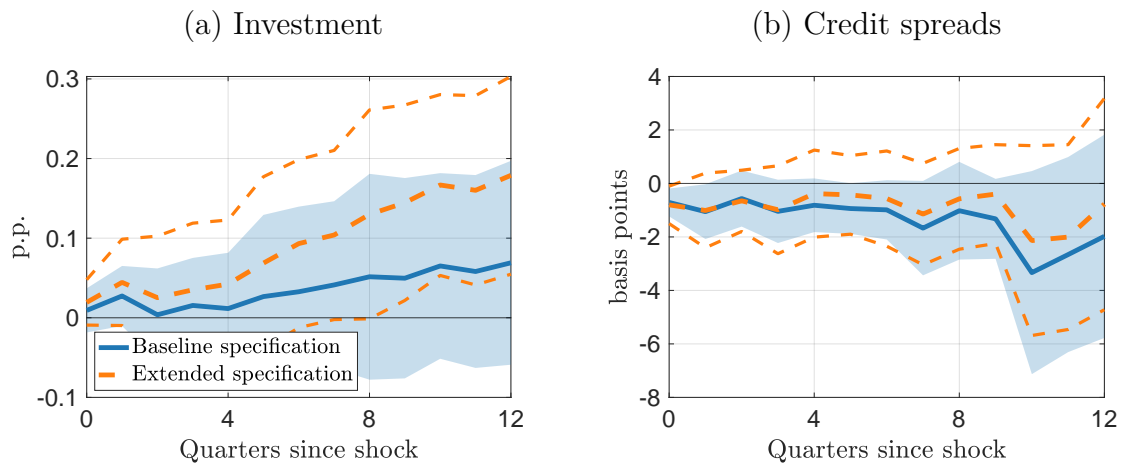 (a) Investment
0.3
0.2
0.1
0
-0.1
p.p.
0 4 8 12
Quarters since shock
Baseline specification
Extended specification
(b) Credit spreads
4
2
0
-2
-4
-6
-8
basis points
0 4 8 12
Quarters since shock